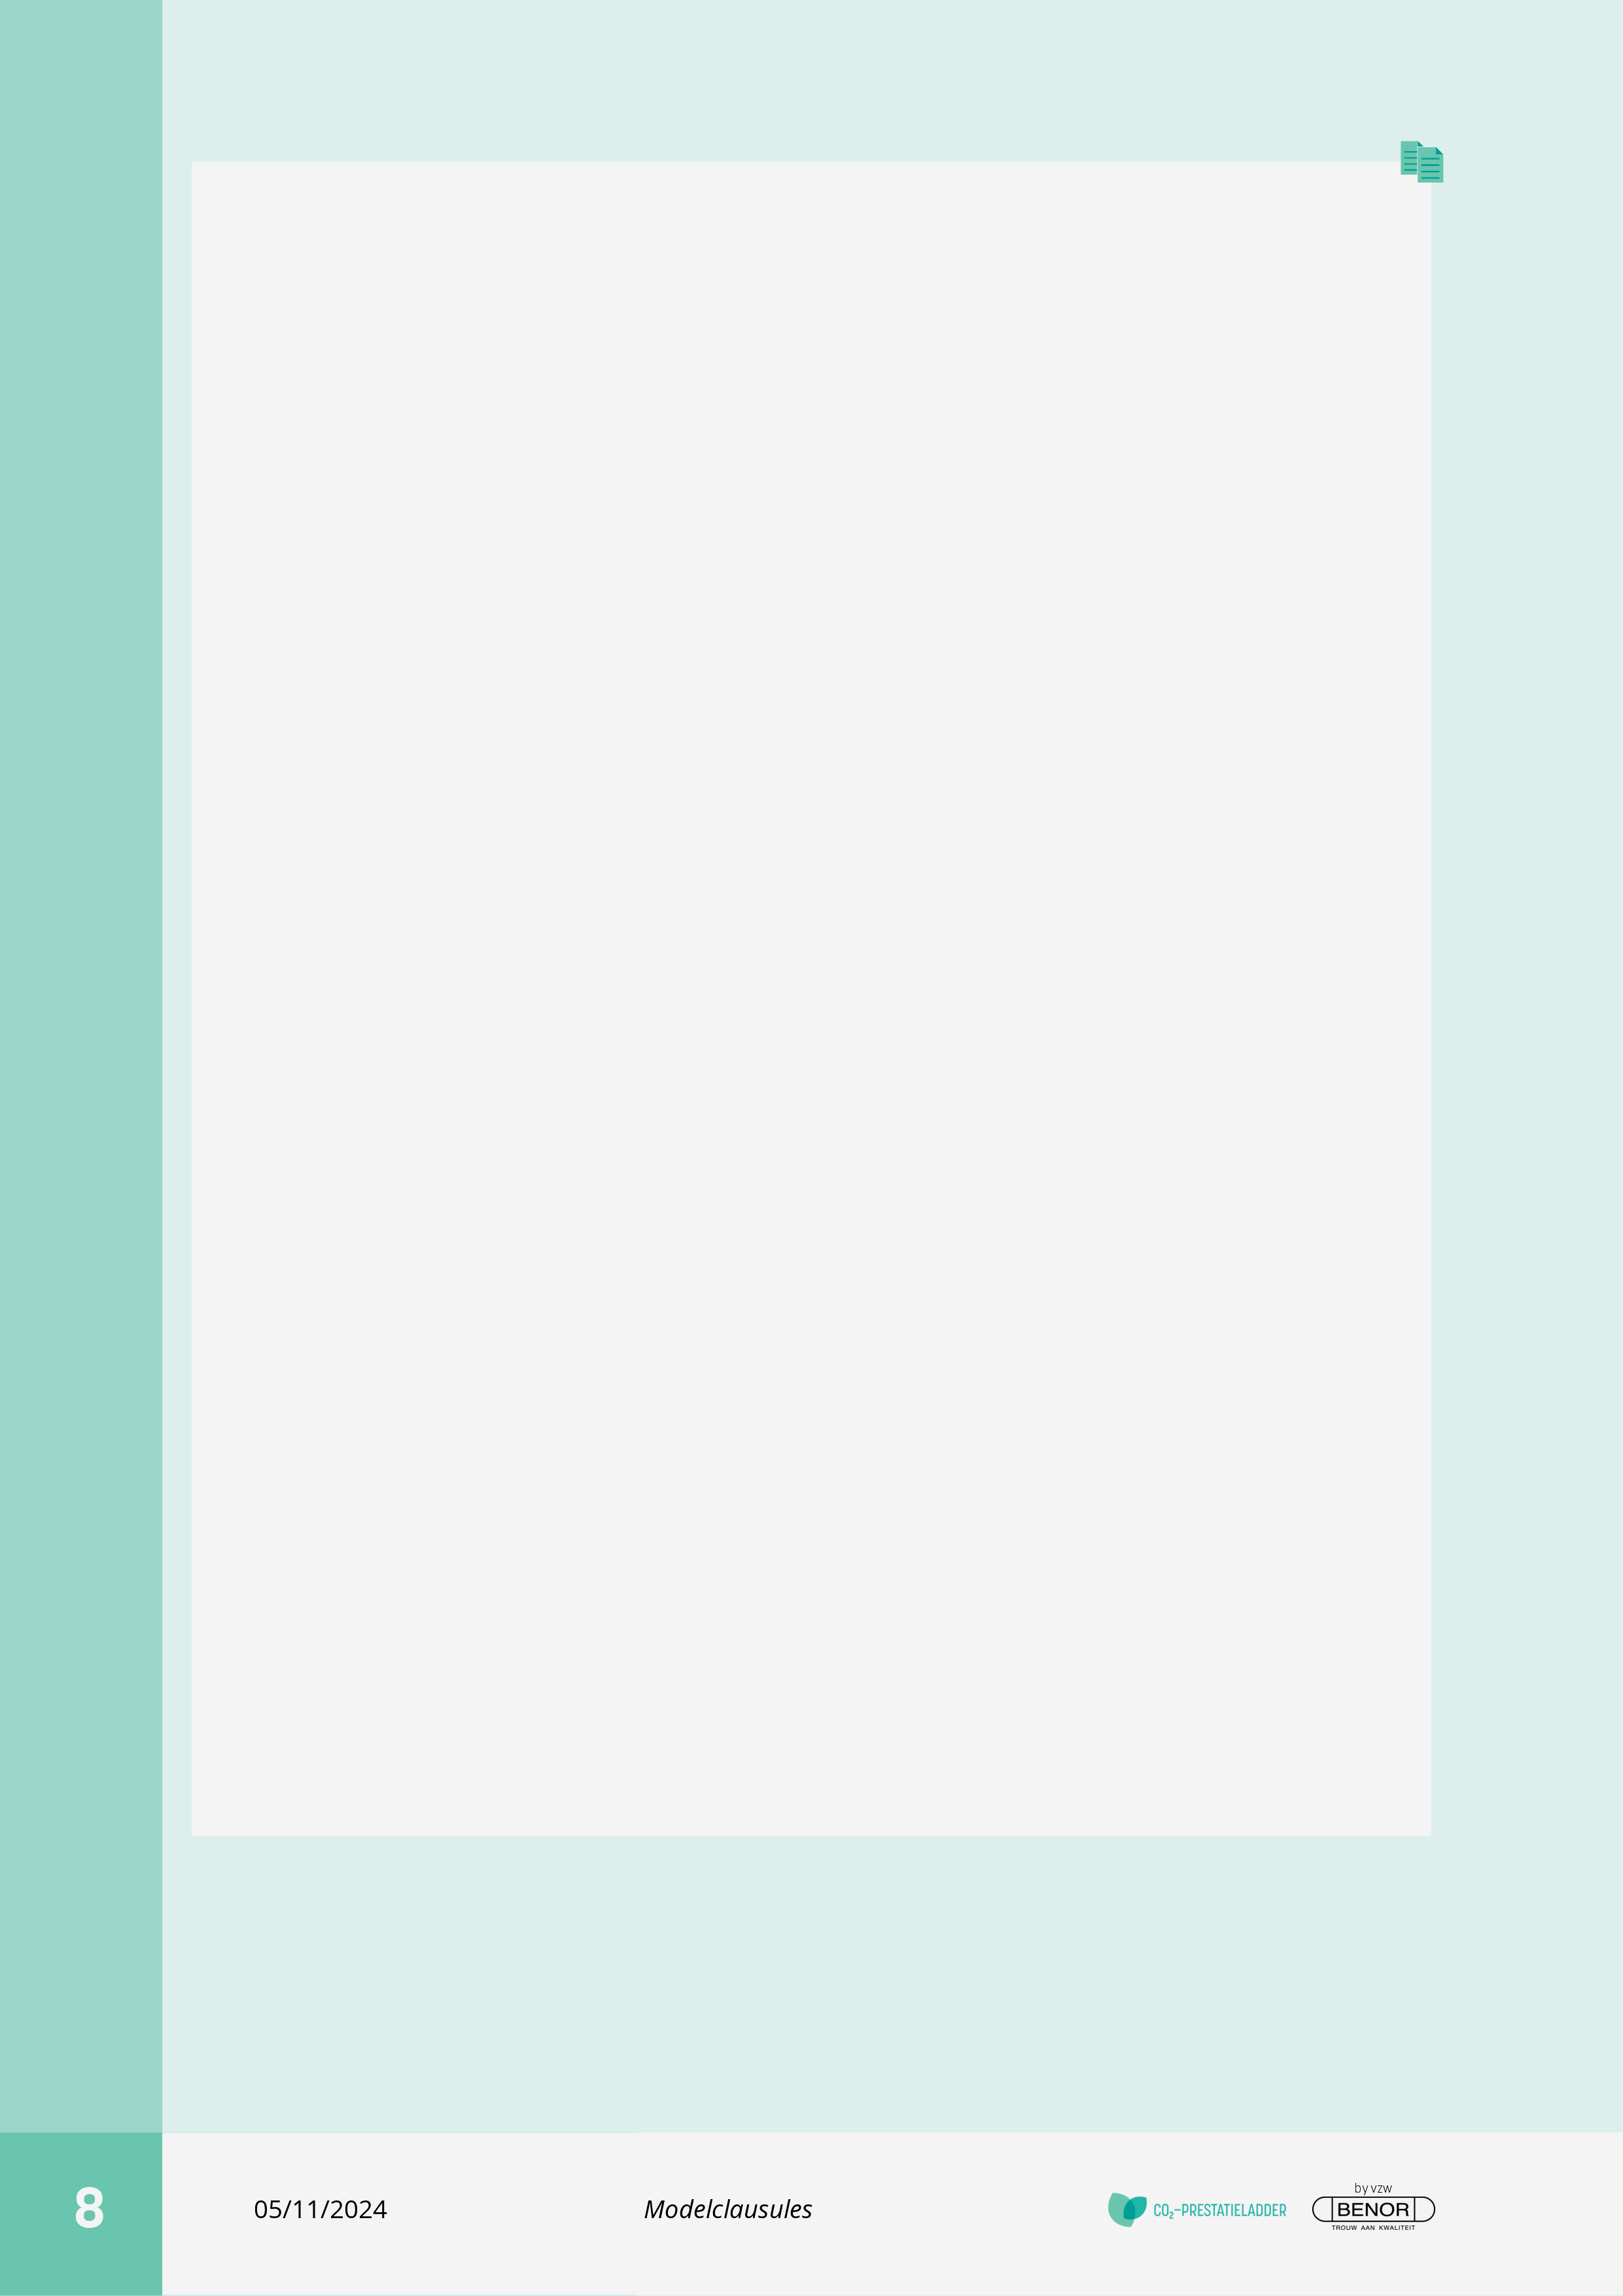 8
05/11/2024
Modelclausules
CO₂-PRESTATIELADDER
by vzw
BENOR
TROUW AAN KWALITEIT